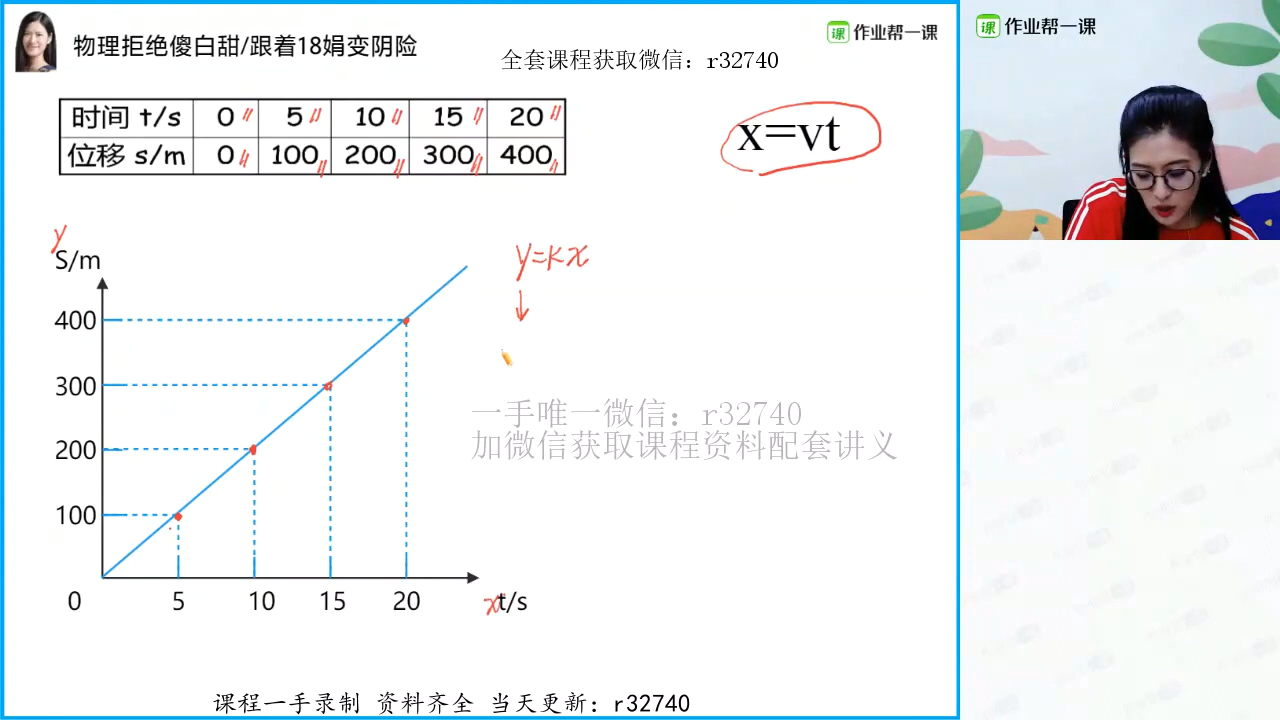 物理拒绝傻白甜/跟着18娟变阴险
课 作业帮一课
课 作业帮一课
全套课程获取微信：r32740
时间 t/s 0 5 10 15 20
位移 s/m 0 100 200 300 400
x=vt
y
S/m
y=kx
400
300
一手唯一微信：r32740
加微信获取课程资料配套讲义
200
100
0 5 10 15 20 x t/s
课程一手录制 资料齐全 当天更新：r32740